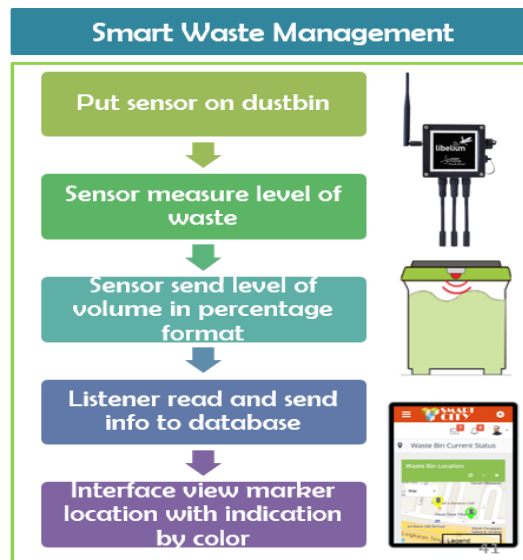 Smart Waste Management
Put sensor on dustbin
Sensor measure level of
waste
Sensor send level of
volume in percentage
format
Listener read and send
info to database
Interface view marker
location with indication
by color
libelium
SMART
CITY
Waste Bin Current Status
Waste Bin Location
Map
Legend
41